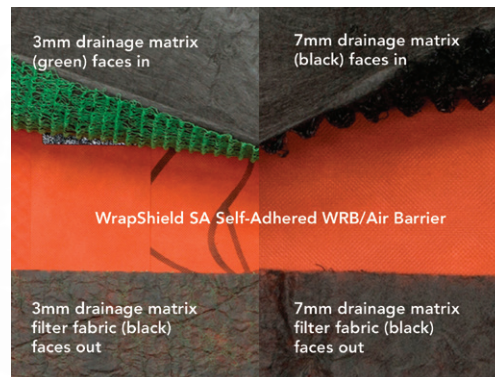 3mm drainage matrix
(green) faces in
7mm drainage matrix
(black) faces in
WrapShield SA Self-Adhered WRB/Air Barrier
3mm drainage matrix
filter fabric (black)
faces out
7mm drainage matrix
filter fabric (black)
faces out